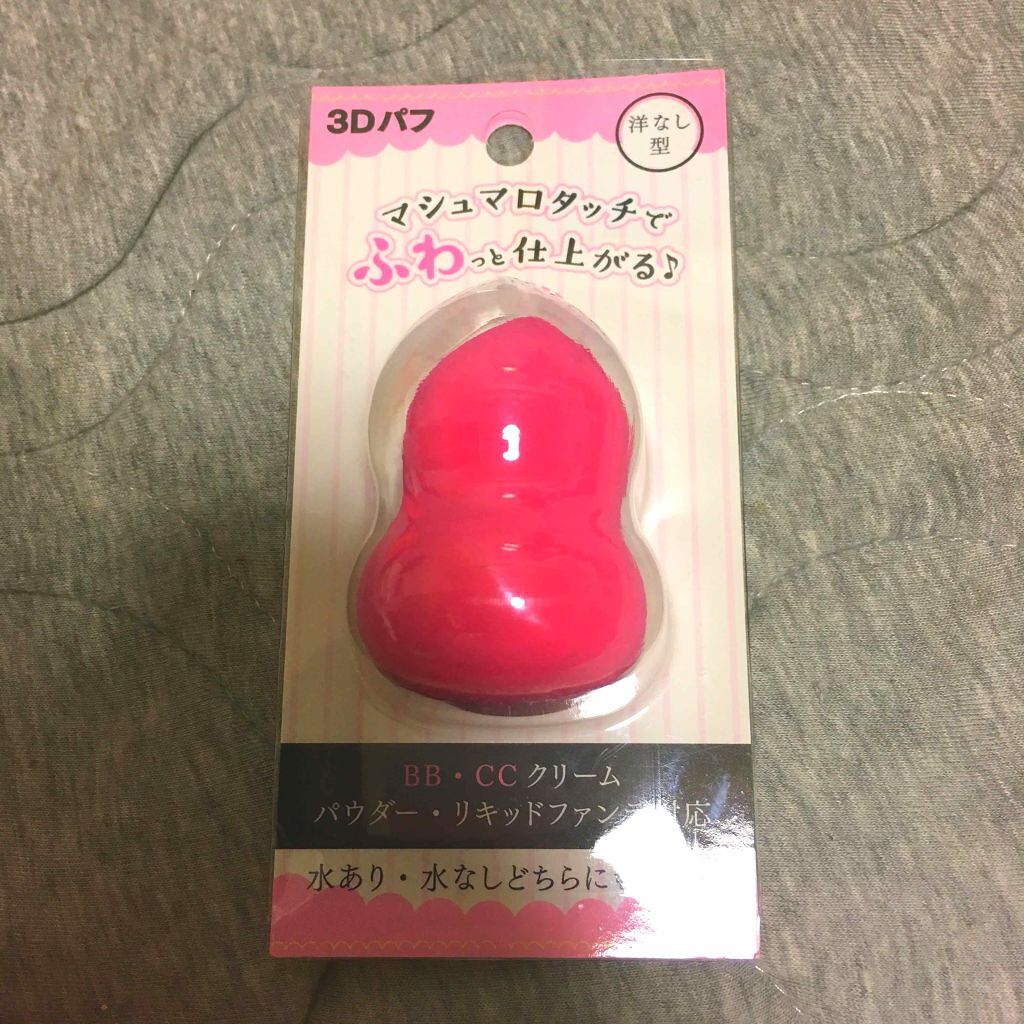 3Dパフ
洋なし
型
マシュマロタッチで
ふわっと仕上がる♪
BB・CCクリーム
パウダー・リキッドファンデ対応
水あり・水なしどちらに